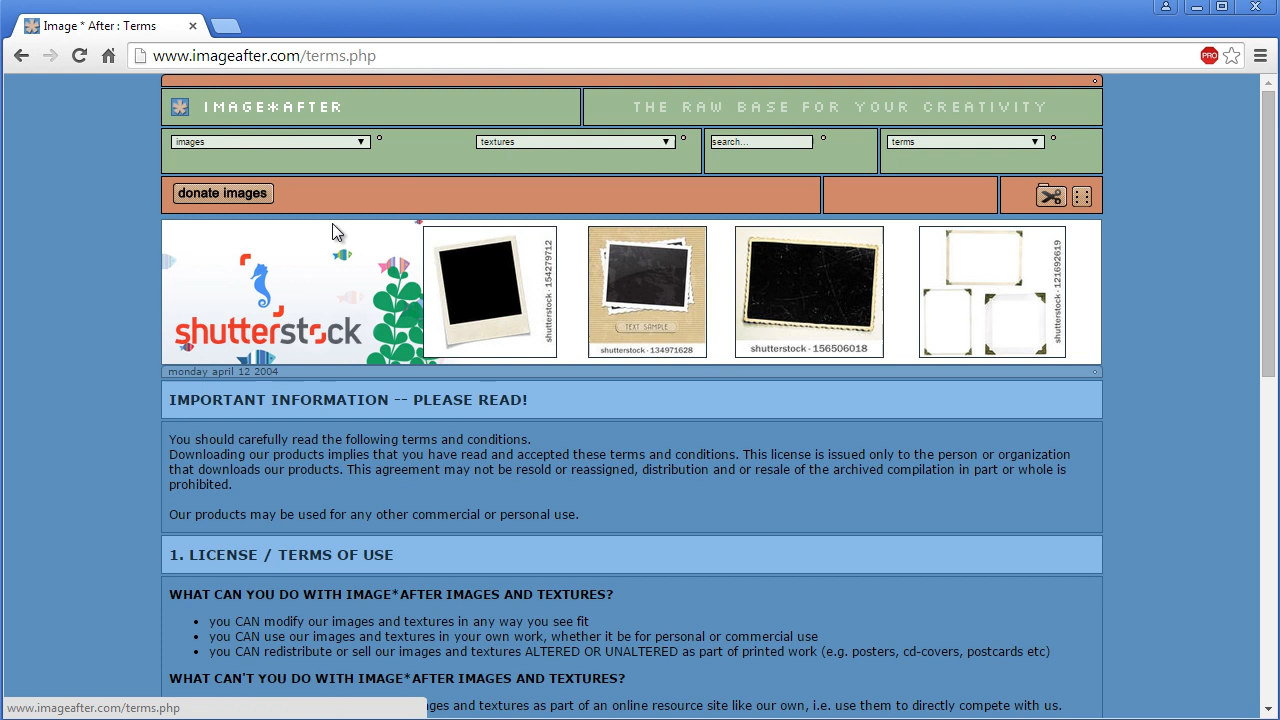 Image * After : Terms
www.imageafter.com/terms.php
PRO
IMAGE*AFTER
THE RAW BASE FOR YOUR CREATIVITY
images
textures
search...
terms
donate images
shutterstock
shutterstock · 154279712
TEXT SAMPLE
shutterstock · 134971628
shutterstock · 156506018
shutterstock · 121692619
monday april 12 2004
IMPORTANT INFORMATION -- PLEASE READ!
You should carefully read the following terms and conditions.
Downloading our products implies that you have read and accepted these terms and conditions. This license is issued only to the person or organization
that downloads our products. This agreement may not be resold or reassigned, distribution and or resale of the archived compilation in part or whole is
prohibited.
Our products may be used for any other commercial or personal use.
1. LICENSE / TERMS OF USE
WHAT CAN YOU DO WITH IMAGE*AFTER IMAGES AND TEXTURES?
• you CAN modify our images and textures in any way you see fit
• you CAN use our images and textures in your own work, whether it be for personal or commercial use
• you CAN redistribute or sell our images and textures ALTERED OR UNALTERED as part of printed work (e.g. posters, cd-covers, postcards etc)
WHAT CAN'T YOU DO WITH IMAGE*AFTER IMAGES AND TEXTURES?
and textures as part of an online resource site like our own, i.e. use them to directly compete with us.
www.imageafter.com/terms.php